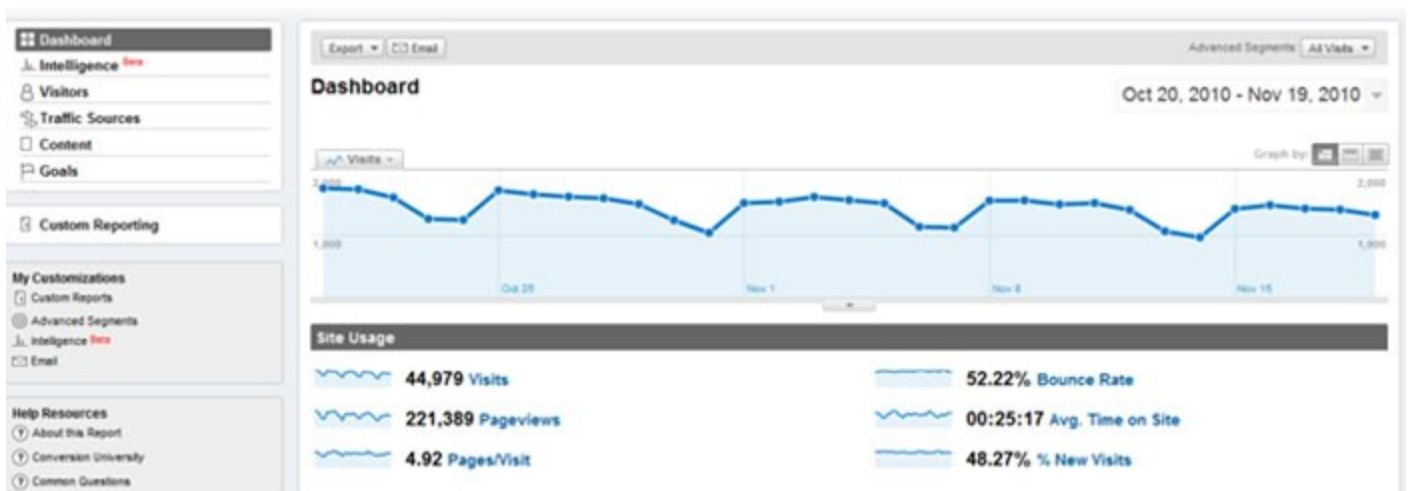 Dashboard
Intelligence Beta
Visitors
Traffic Sources
Content
Goals
Custom Reporting
My Customizations
Custom Reports
Advanced Segments
Intelligence Beta
Email
Help Resources
About this Report
Conversion University
Common Questions
Export Email
Advanced Segments: All Visits
Dashboard
Oct 20, 2010 - Nov 19, 2010
Visits
Graph by:
2,000 2,000
1,000 1,000
Oct 25 Nov 1 Nov 8 Nov 15
Site Usage
44,979 Visits
52.22% Bounce Rate
221,389 Pageviews
00:25:17 Avg. Time on Site
4.92 Pages/Visit
48.27% % New Visits